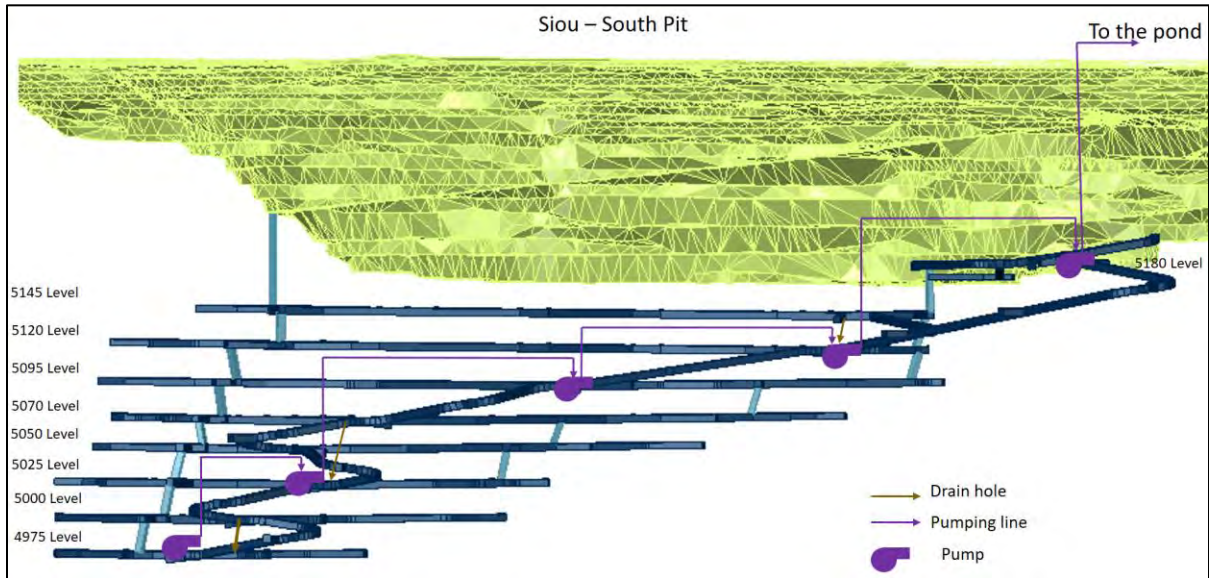 Siou – South Pit
To the pond
5180 Level
5145 Level
5120 Level
5095 Level
5070 Level
5050 Level
5025 Level
5000 Level
4975 Level
Drain hole
Pumping line
Pump